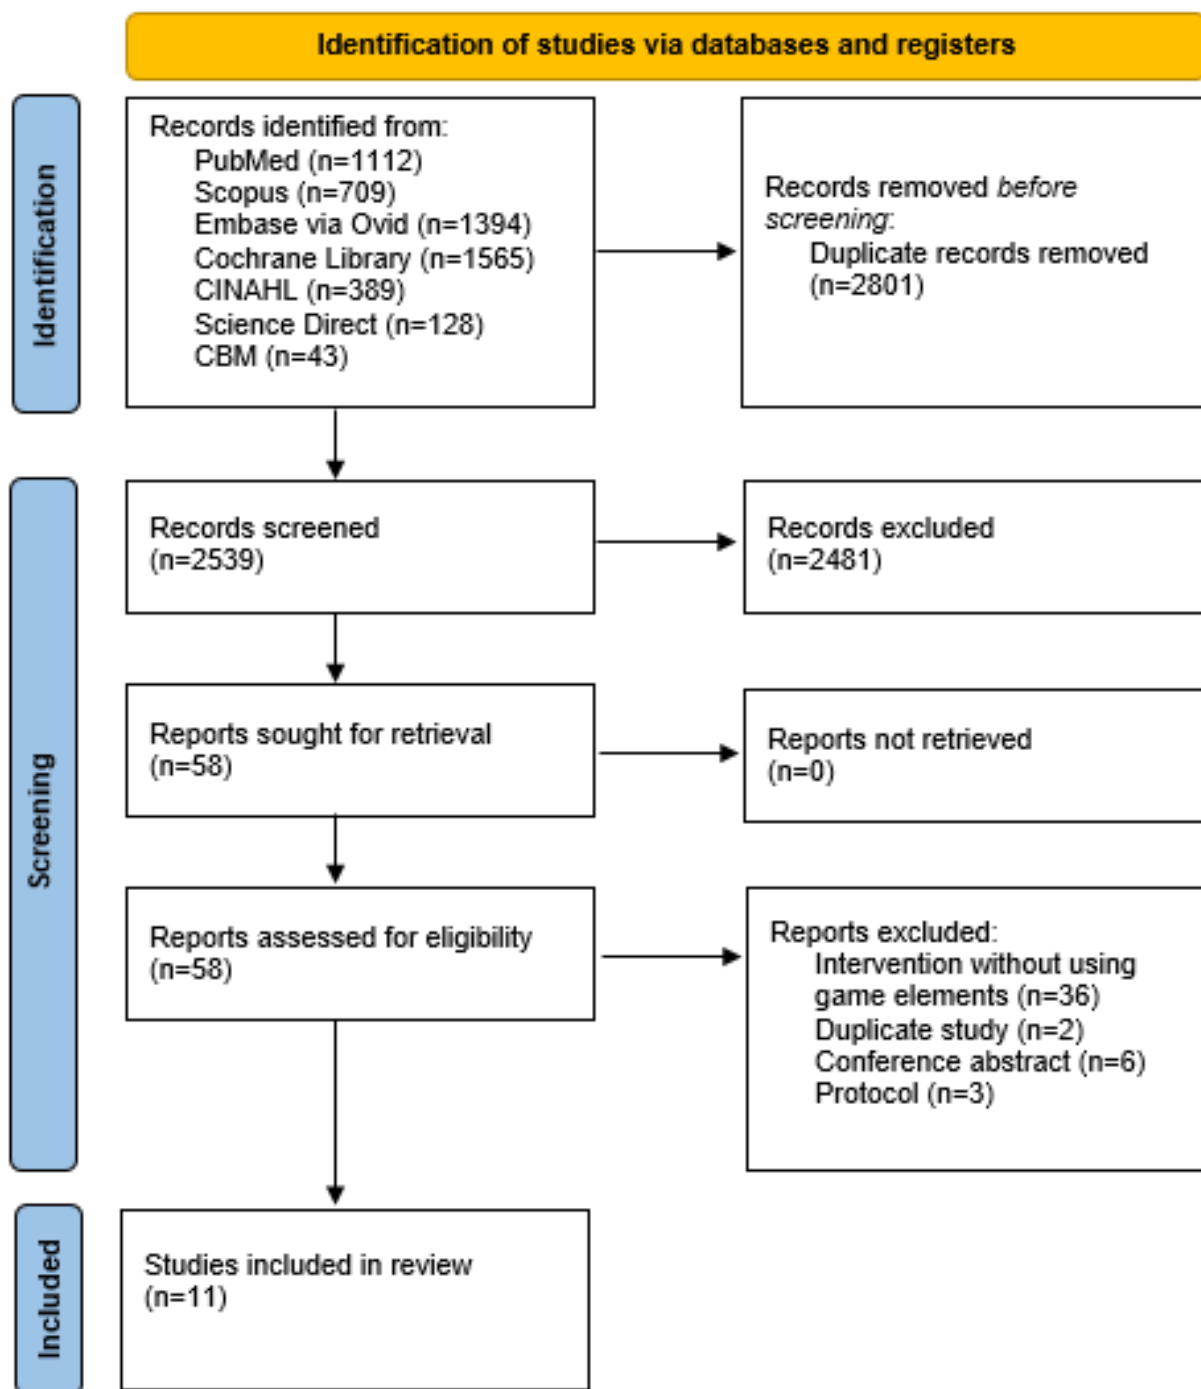 Identification of studies via databases and registers
Identification
Records identified from:
PubMed (n=1112)
Scopus (n=709)
Embase via Ovid (n=1394)
Cochrane Library (n=1565)
CINAHL (n=389)
Science Direct (n=128)
CBM (n=43)
Records removed before
screening:
Duplicate records removed
(n=2801)
Screening
Records screened
(n=2539)
Records excluded
(n=2481)
Reports sought for retrieval
(n=58)
Reports not retrieved
(n=0)
Reports assessed for eligibility
(n=58)
Reports excluded:
Intervention without using
game elements (n=36)
Duplicate study (n=2)
Conference abstract (n=6)
Protocol (n=3)
Included
Studies included in review
(n=11)